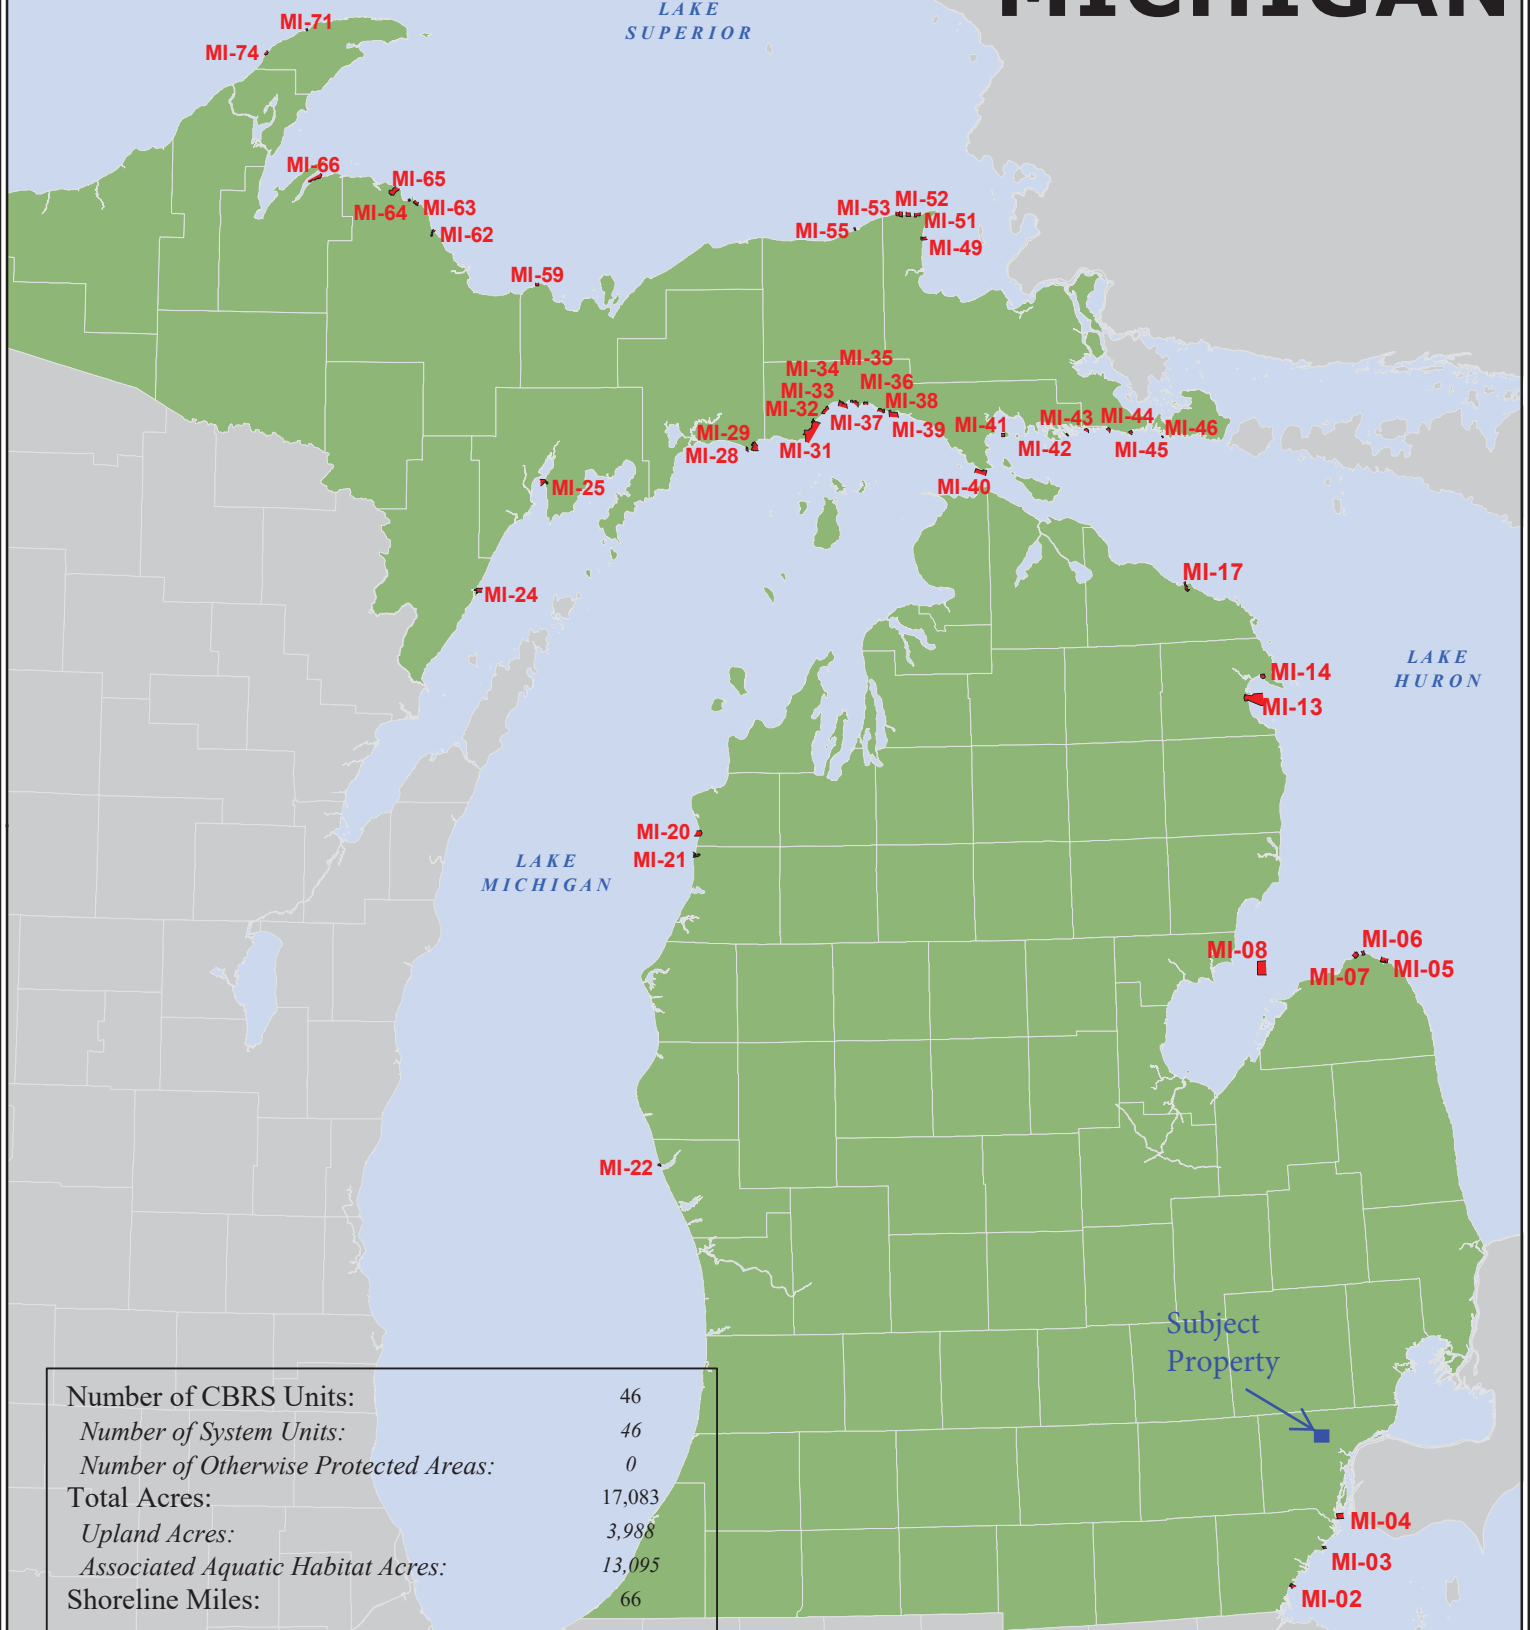 MICHIGAN
LAKE
SUPERIOR
MI-71
MI-74
MI-66
MI-65
MI-64
MI-63
MI-62
MI-59
MI-53
MI-52
MI-51
MI-55
MI-49
MI-35
MI-34
MI-36
MI-33
MI-32
MI-38
MI-37
MI-39
MI-31
MI-29
MI-28
MI-41
MI-43
MI-44
MI-46
MI-42
MI-45
MI-40
MI-25
MI-24
MI-17
LAKE
HURON
MI-14
MI-13
MI-20
MI-21
LAKE
MICHIGAN
MI-08
MI-06
MI-07
MI-05
MI-22
Subject
Property
MI-04
MI-03
MI-02
Number of CBRS Units: 46
Number of System Units: 46
Number of Otherwise Protected Areas: 0
Total Acres: 17,083
Upland Acres: 3,988
Associated Aquatic Habitat Acres: 13,095
Shoreline Miles: 66